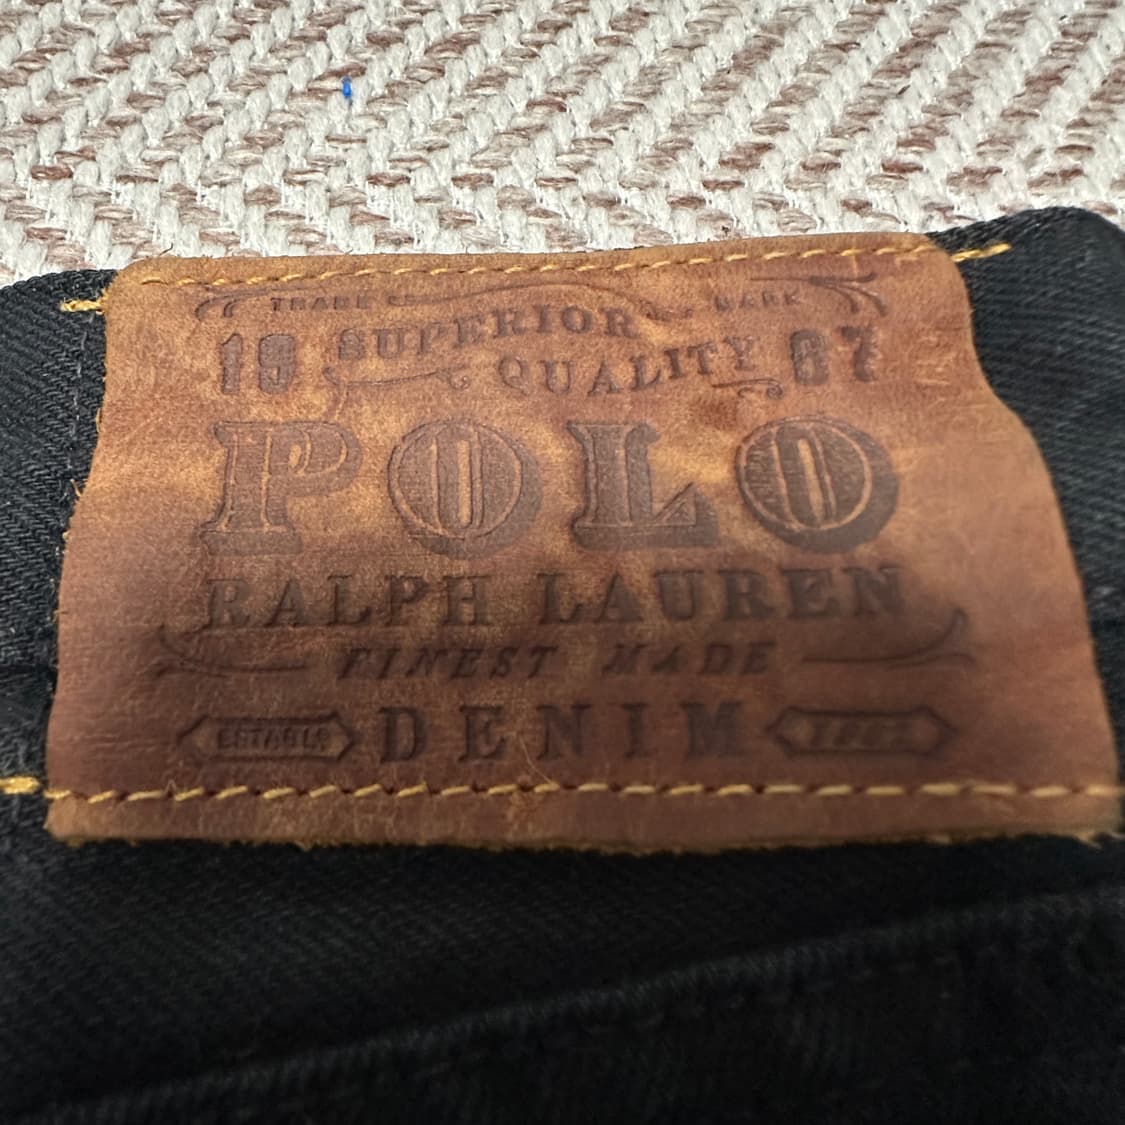 TRADE MARK
19 SUPERIOR 67
QUALITY
POLO
RALPH LAUREN
FINEST MADE
DENIM